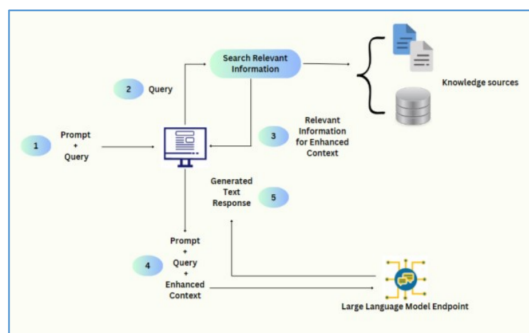 Search Relevant
Information
Knowledge sources
2
Query
1
Prompt
+
Query
3
Relevant
Information
for Enhanced
Context
Generated
Text
Response
5
4
Prompt
+
Query
+
Enhanced
Context
Large Language Model Endpoint